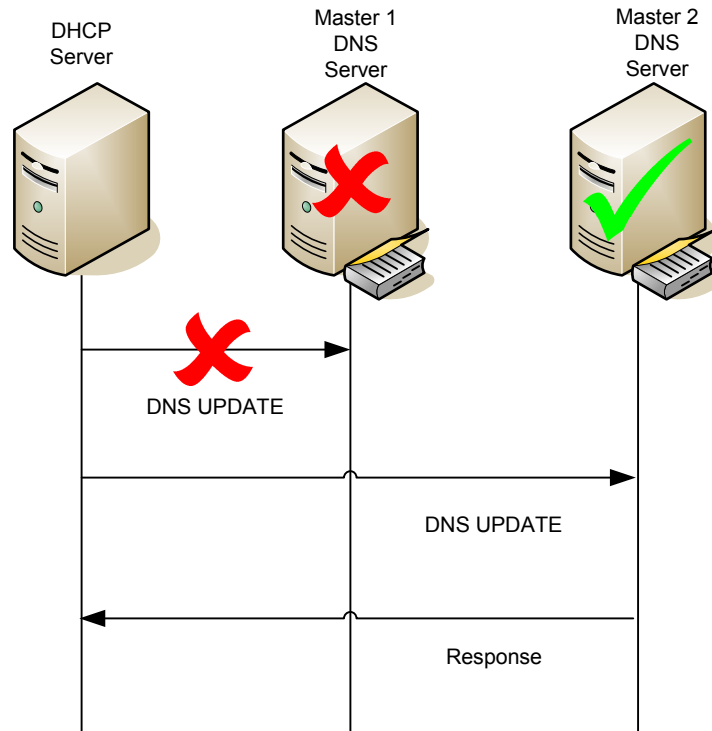 DHCP
Server
Master 1
DNS
Server
Master 2
DNS
Server
DNS UPDATE
DNS UPDATE
Response